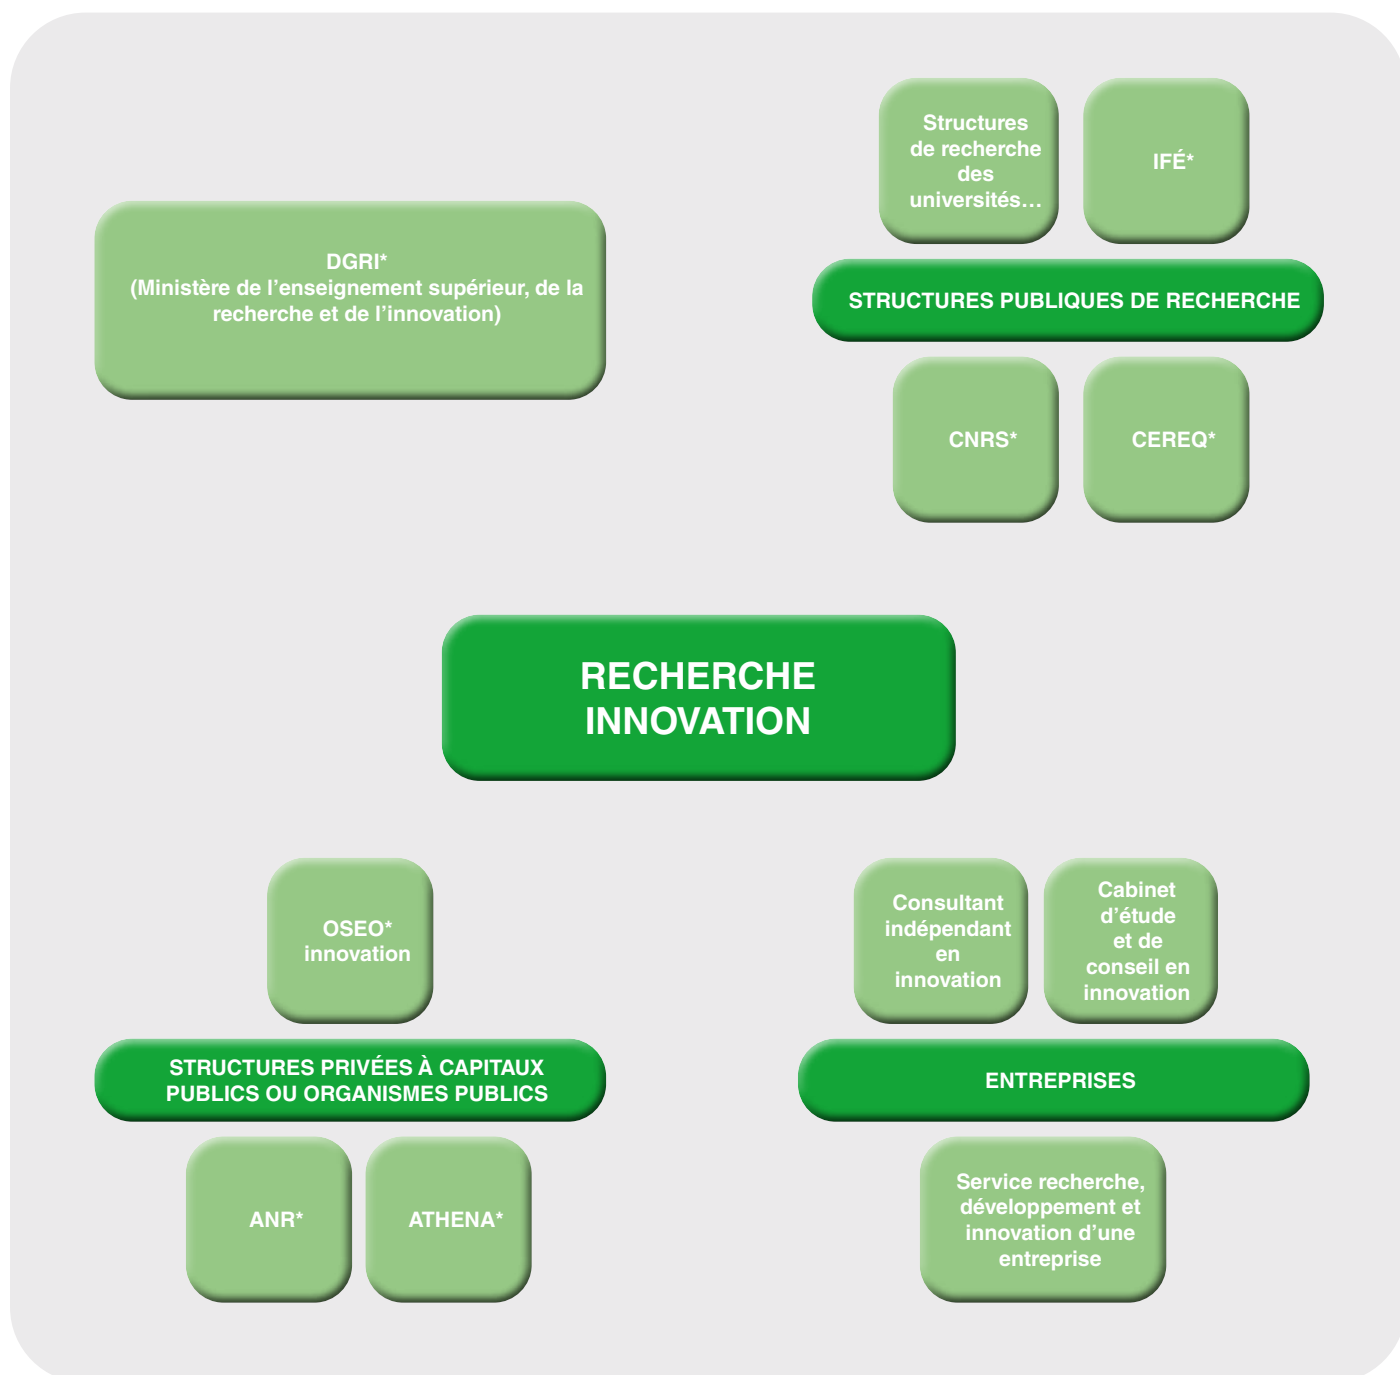 Structures
de recherche
des
universités…
IFÉ*
DGRI*
(Ministère de l’enseignement supérieur, de la
recherche et de l’innovation)
STRUCTURES PUBLIQUES DE RECHERCHE
CNRS*
CEREQ*
RECHERCHE
INNOVATION
OSEO*
innovation
Consultant
indépendant
en
innovation
Cabinet
d’étude
et de
conseil en
innovation
STRUCTURES PRIVÉES À CAPITAUX
PUBLICS OU ORGANISMES PUBLICS
ENTREPRISES
ANR*
ATHENA*
Service recherche,
développement et
innovation d’une
entreprise